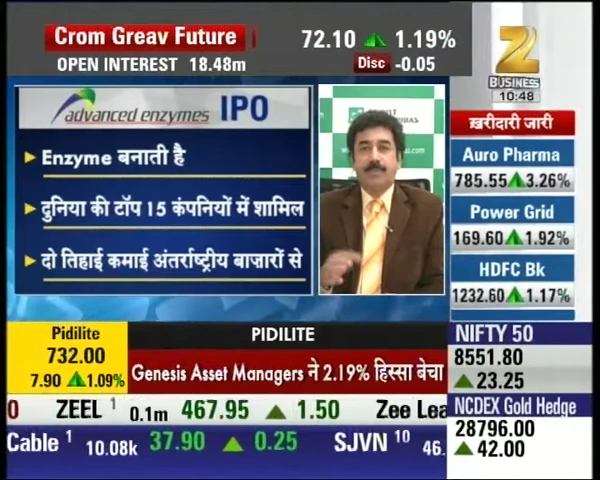 Crom Greav Future
72.10 1.19%
OPEN INTEREST 18.48m
Disc -0.05
Z
BUSINESS
10:48
advanced enzymes IPO
Enzyme बनाती है
दुनिया की टॉप 15 कंपनियों में शामिल
दो तिहाई कमाई अंतर्राष्ट्रीय बाजारों से
ख़रीदारी जारी
Auro Pharma
785.55 3.26%
Power Grid
169.60 1.92%
HDFC Bk
1232.60 1.17%
Pidilite
732.00
7.90 1.09%
PIDILITE
Genesis Asset Managers ने 2.19% हिस्सा बेचा
NIFTY 50
8551.80
23.25
0 ZEEL 1 0.1m 467.95 1.50 Zee Lea
Cable 1 10.08k 37.90 0.25 SJVN 10 46.
NCDEX Gold Hedge
28796.00
42.00